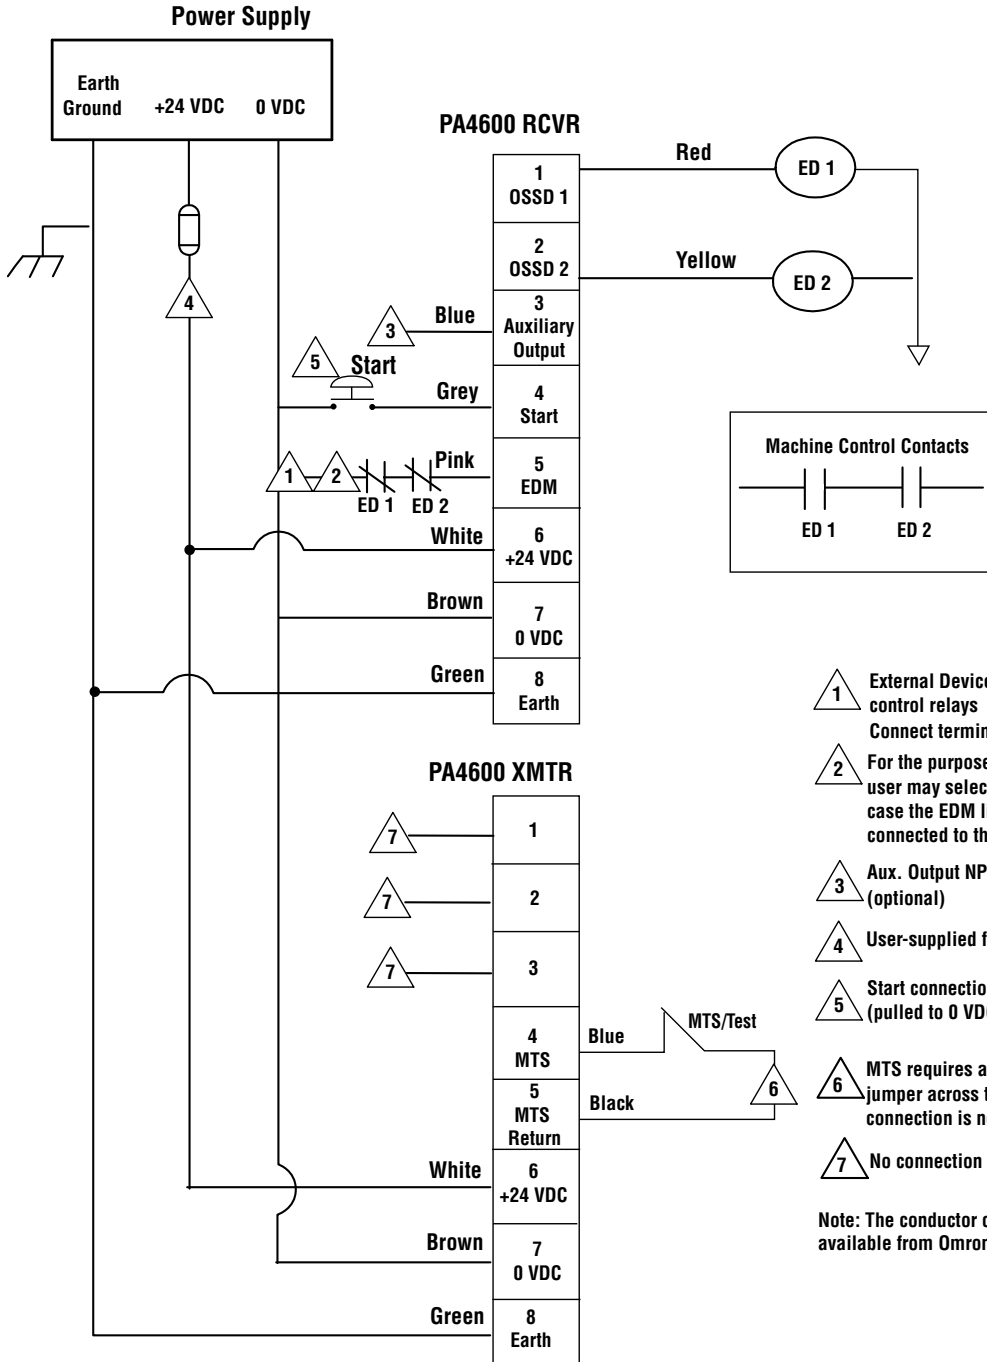 Power Supply
Earth
Ground
+24 VDC
0 VDC
4
PA4600 RCVR
1
OSSD 1
Red
ED 1
2
OSSD 2
Yellow
ED 2
3
Auxiliary
Output
Blue
3
5
Start
Grey
4
Start
Pink
1
2
ED 1
ED 2
5
EDM
White
6
+24 VDC
Brown
7
0 VDC
Green
8
Earth
Machine Control Contacts
ED 1
ED 2
PA4600 XMTR
7
1
7
2
7
3
4
MTS
Blue
MTS/Test
6
5
MTS
Return
Black
White
6
+24 VDC
Brown
7
0 VDC
Green
8
Earth
1
External Device
control relays
Connect termin
2
For the purpose
user may selec
case the EDM l
connected to th
3
Aux. Output NP
(optional)
4
User-supplied f
5
Start connectio
(pulled to 0 VD
6
MTS requires a
jumper across t
connection is n
7
No connection
Note: The conductor c
available from Omron